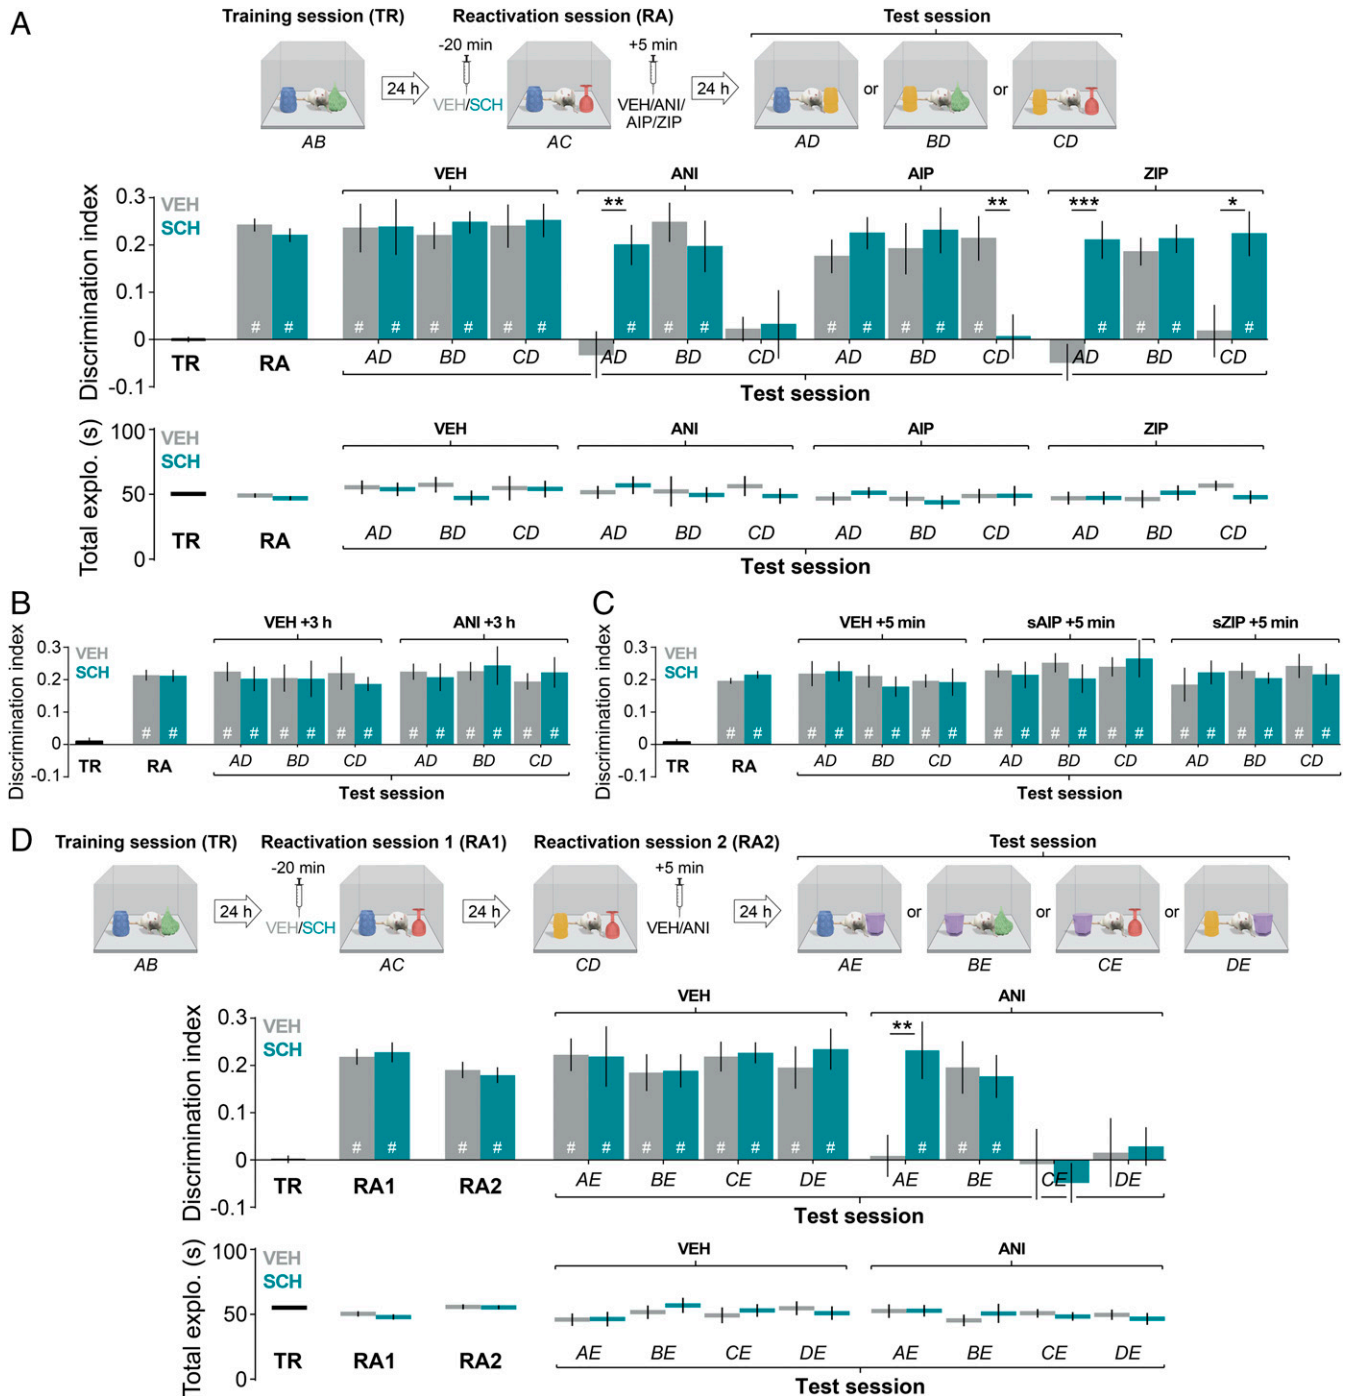 A
Training session (TR) Reactivation session (RA) Test session
-20 min +5 min
24 h VEH/SCH VEH/ANI/ AIP/ZIP 24 h or or
AB AC AD BD CD
VEH ANI AIP ZIP
Discrimination index
0.3
0.2
0.1
0
-0.1
VEH
SCH
** ** *** *
# # # # # # # # # # # # # # # # # # # # #
TR RA AD BD CD AD BD CD AD BD CD AD BD CD
Test session
Total explo. (s)
100
50
0
VEH
SCH
VEH ANI AIP ZIP
TR RA AD BD CD AD BD CD AD BD CD AD BD CD
Test session
B
Discrimination index
0.3
0.2
0.1
0
-0.1
VEH
SCH
VEH +3 h ANI +3 h
# # # # # # # # # # # # # #
TR RA AD BD CD AD BD CD
Test session
C
Discrimination index
0.3
0.2
0.1
0
-0.1
VEH
SCH
VEH +5 min sAIP +5 min sZIP +5 min
# # # # # # # # # # # # # # # # # # # #
TR RA AD BD CD AD BD CD AD BD CD
Test session
D
Training session (TR) Reactivation session 1 (RA1) Reactivation session 2 (RA2) Test session
-20 min +5 min
24 h VEH/SCH 24 h VEH/ANI 24 h or or or
AB AC CD AE BE CE DE
VEH ANI
Discrimination index
0.3
0.2
0.1
0
-0.1
VEH
SCH
**
# # # # # # # # # # # # # # #
TR RA1 RA2 AE BE CE DE AE BE CE DE
Test session
Total explo. (s)
100
50
0
VEH
SCH
VEH ANI
TR RA1 RA2 AE BE CE DE AE BE CE DE
Test session